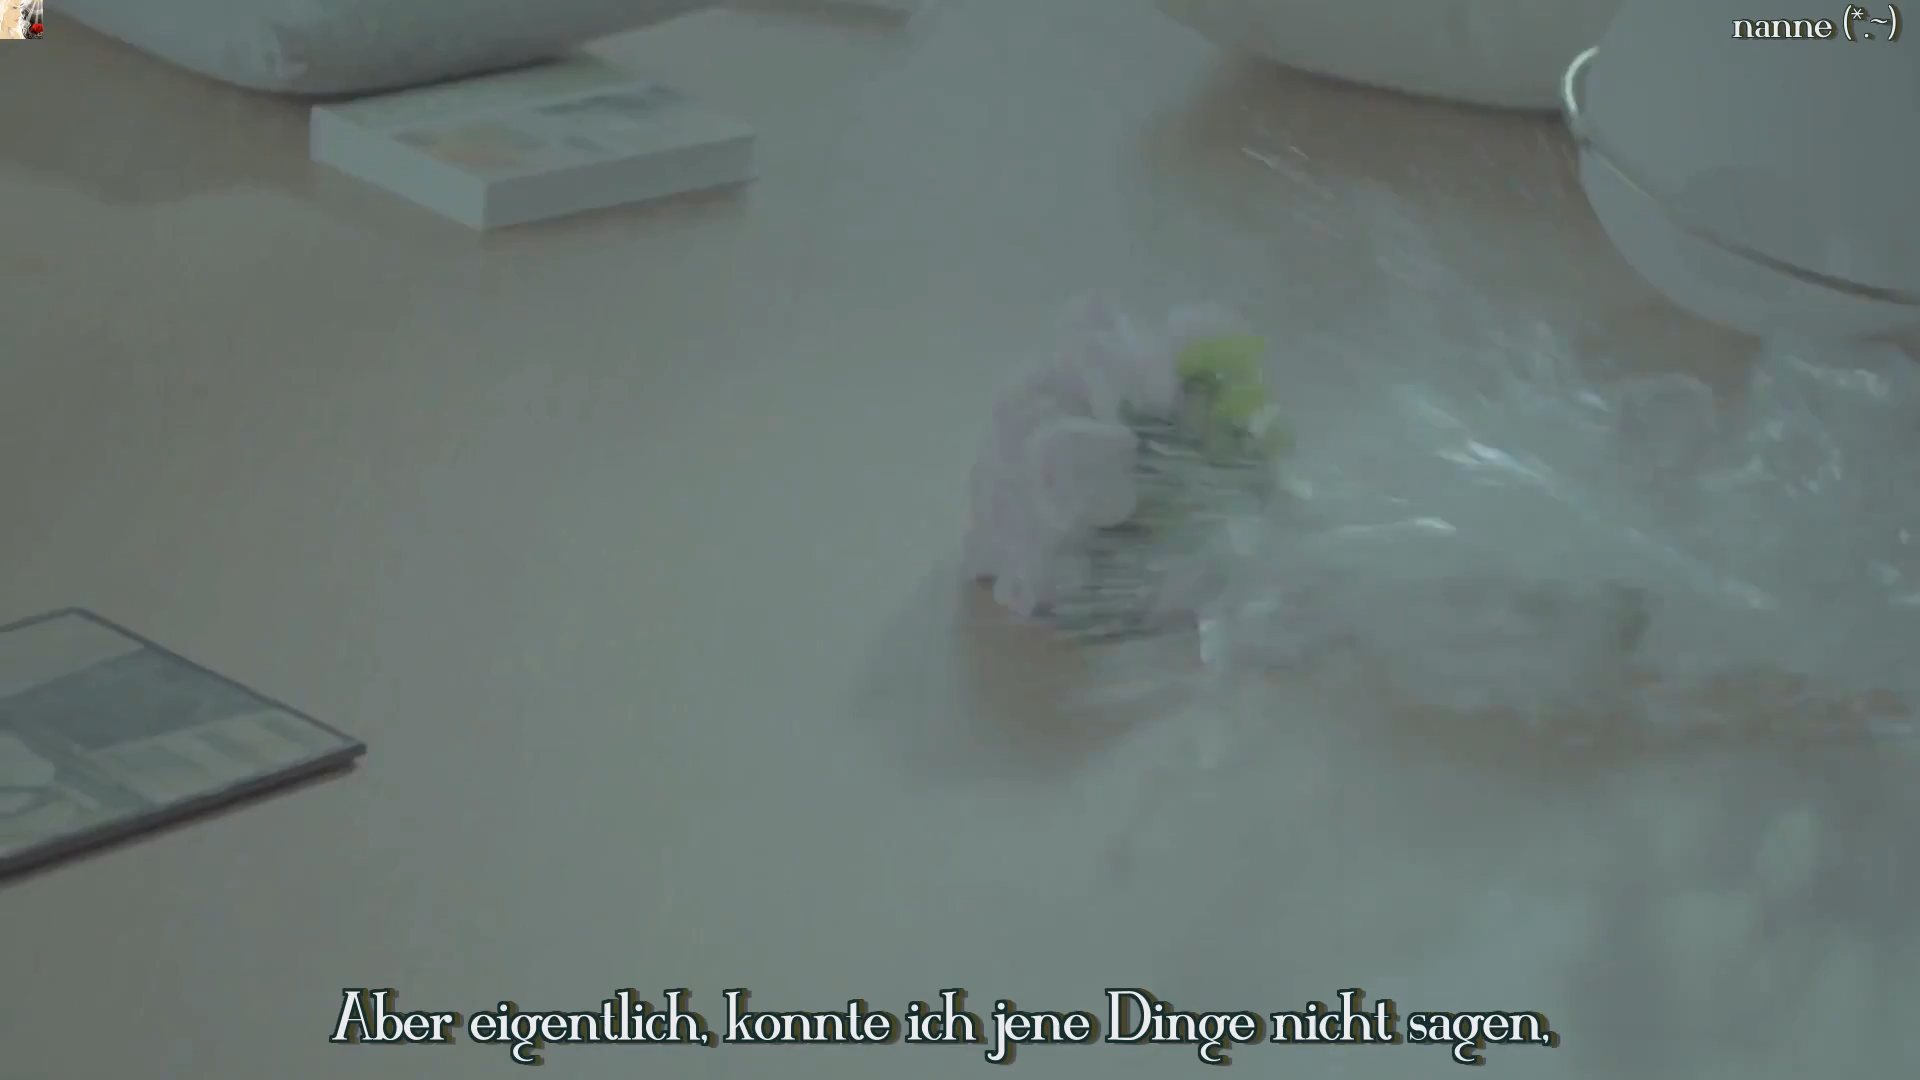 nanne (*.~)
Aber eigentlich, konnte ich jene Dinge nicht sagen,